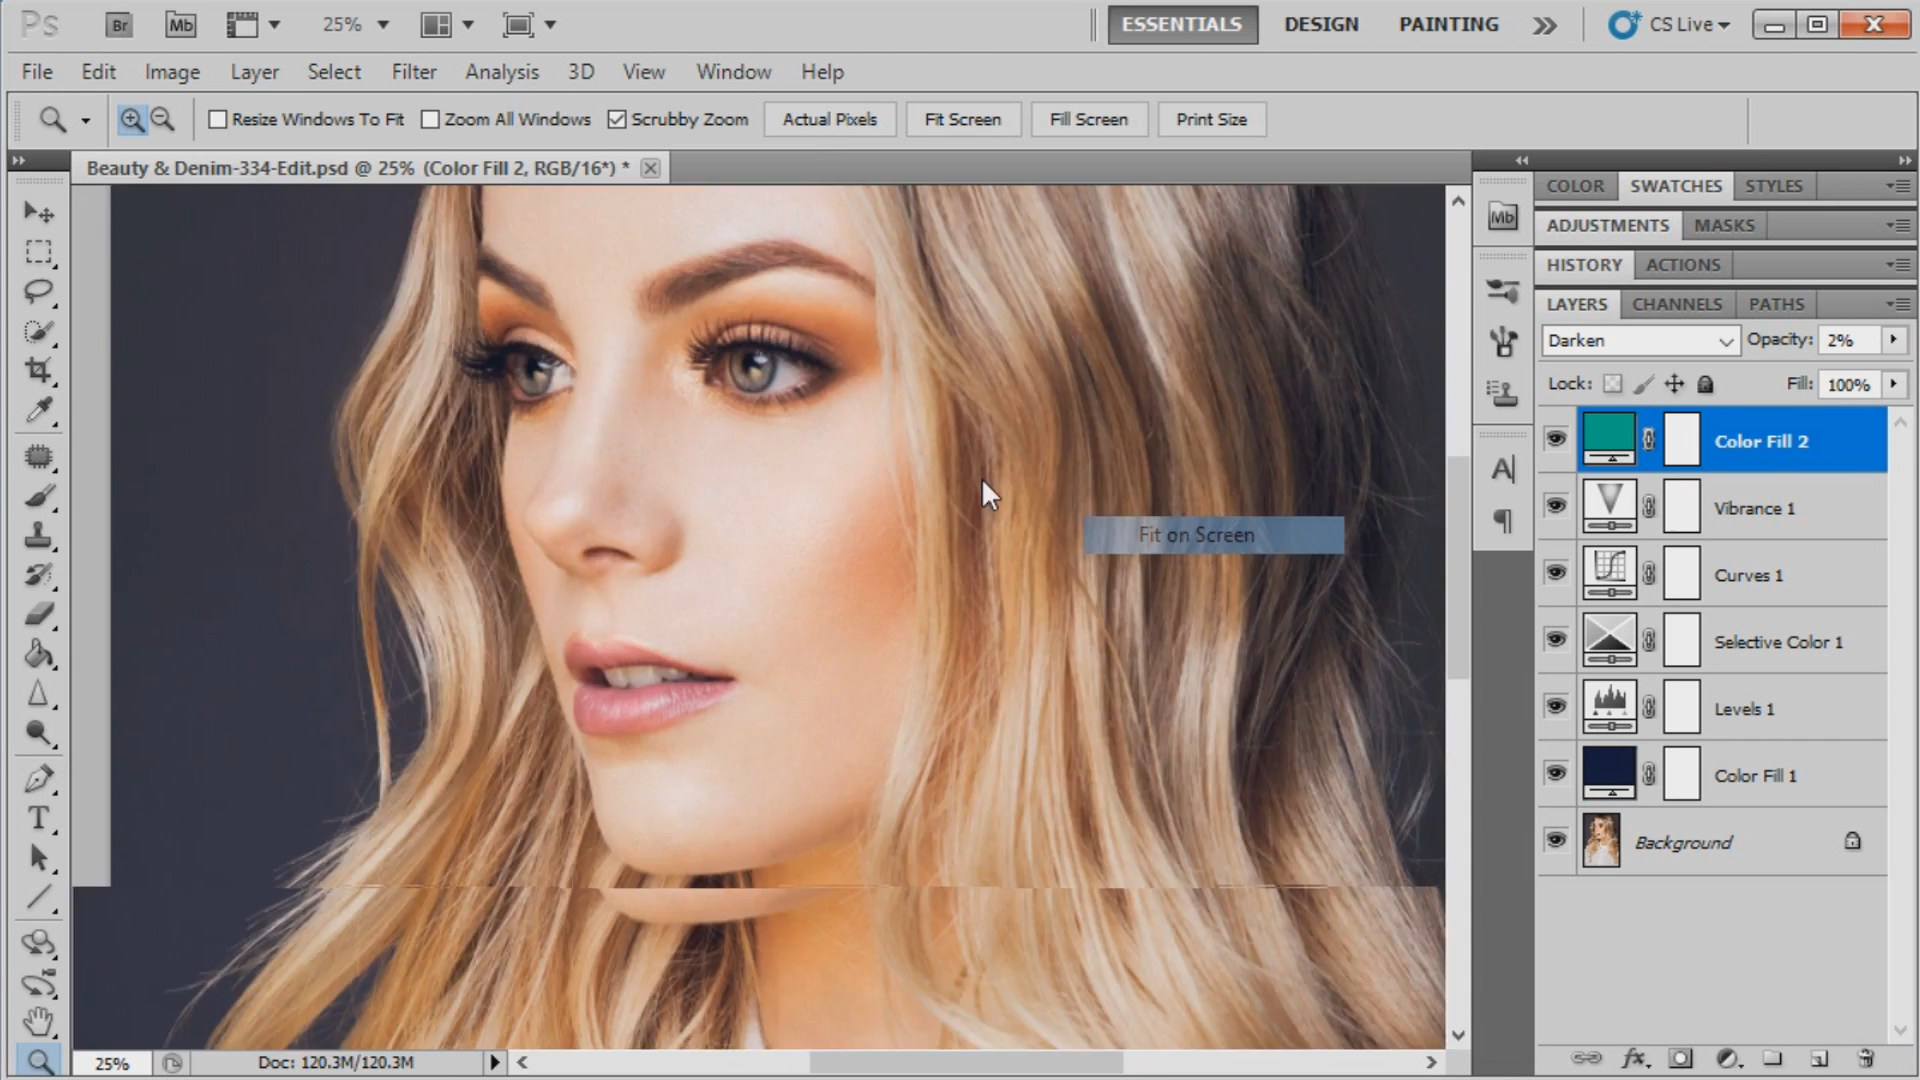 Ps Br Mb 25% ESSENTIALS DESIGN PAINTING CS Live
File Edit Image Layer Select Filter Analysis 3D View Window Help
Resize Windows To Fit Zoom All Windows Scrubby Zoom Actual Pixels Fit Screen Fill Screen Print Size
Beauty & Denim-334-Edit.psd @ 25% (Color Fill 2, RGB/16*) *
COLOR SWATCHES STYLES
Mb
ADJUSTMENTS MASKS
HISTORY ACTIONS
LAYERS CHANNELS PATHS
Darken Opacity: 2%
Lock: Fill: 100%
Color Fill 2
Vibrance 1
Fit on Screen
Curves 1
Selective Color 1
Levels 1
Color Fill 1
Background
25% Doc: 120.3M/120.3M